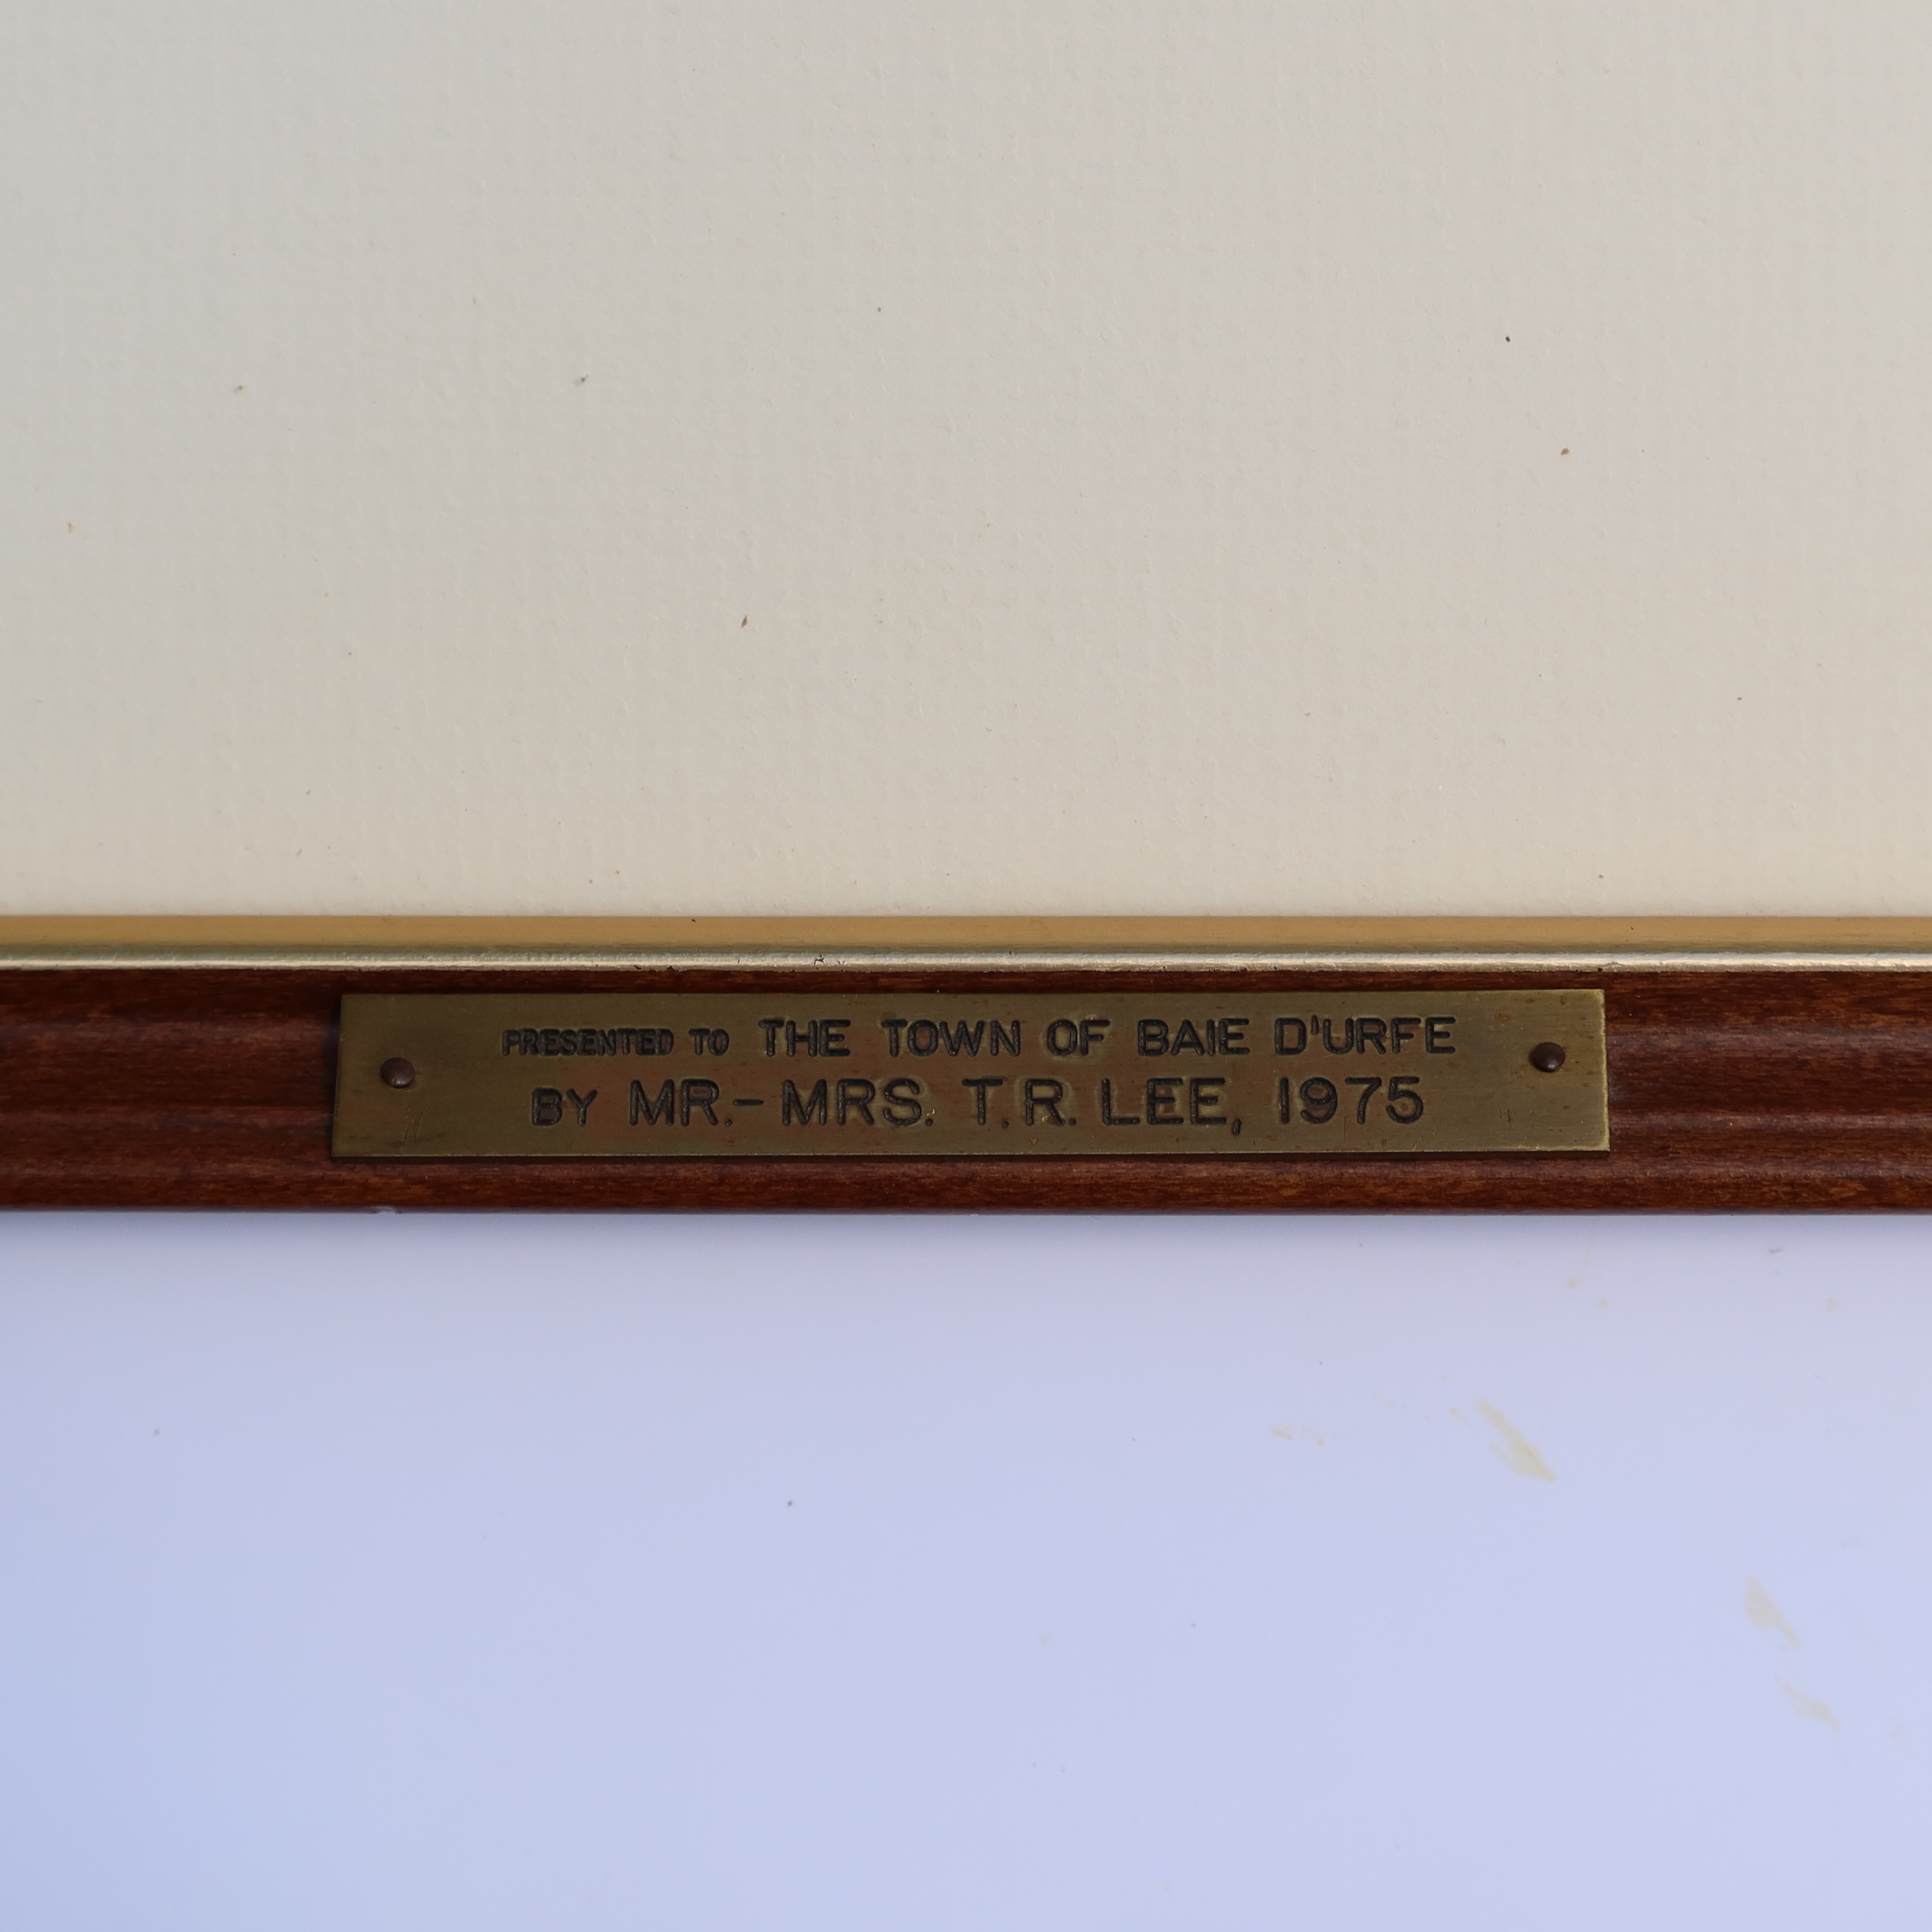 PRESENTED TO THE TOWN OF BAIE D'URFE
BY MR.- MRS. T.R. LEE, 1975